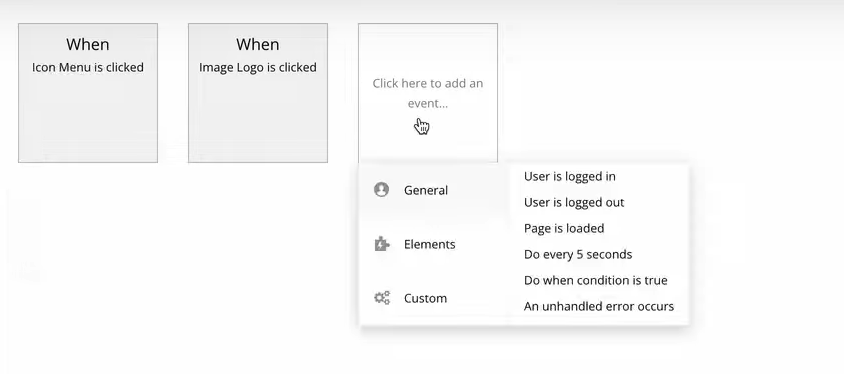 When
Icon Menu is clicked
When
Image Logo is clicked
Click here to add an
event...
General
Elements
Custom
User is logged in
User is logged out
Page is loaded
Do every 5 seconds
Do when condition is true
An unhandled error occurs